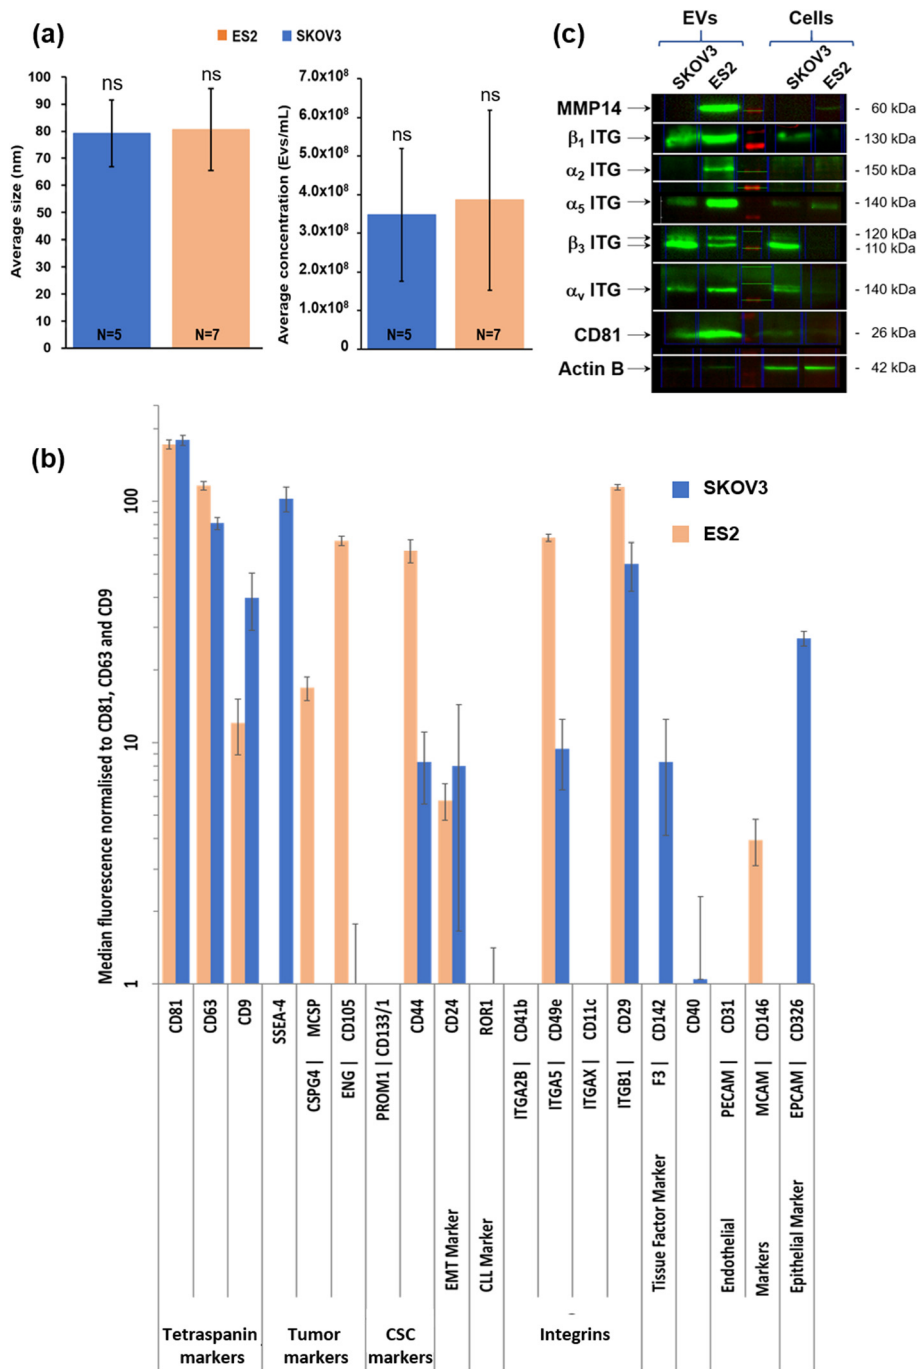 (a)
ES2 SKOV3
Average size (nm)
100
90
80
70
60
50
40
30
20
10
0
ns
ns
N=5
N=7
Average concentration (Evs/mL)
7.0x10⁸
6.0x10⁸
5.0x10⁸
4.0x10⁸
3.0x10⁸
2.0x10⁸
1.0x10⁸
0
ns
ns
N=5
N=7
(c)
EVs Cells
SKOV3 ES2 SKOV3 ES2
MMP14 - 60 kDa
β₁ ITG - 130 kDa
α₂ ITG - 150 kDa
α₅ ITG - 140 kDa
β₃ ITG - 120 kDa
- 110 kDa
αᵥ ITG - 140 kDa
CD81 - 26 kDa
Actin B - 42 kDa
(b)
SKOV3
ES2
Median fluorescence normalised to CD81, CD63 and CD9
100
10
1
CD81
CD63
CD9
SSEA-4
CSPG4 | MCSP
ENG | CD105
PROM1 | CD133/1
CD44
CD24
ROR1
ITGA2B | CD41b
ITGA5 | CD49e
ITGAX | CD11c
ITGB1 | CD29
F3 | CD142
CD40
PECAM | CD31
MCAM | CD146
EPCAM | CD326
EMT Marker
CLL Marker
Tissue Factor Marker
Endothelial
Markers
Epithelial Marker
Tetraspanin
markers
Tumor
markers
CSC
markers
Integrins